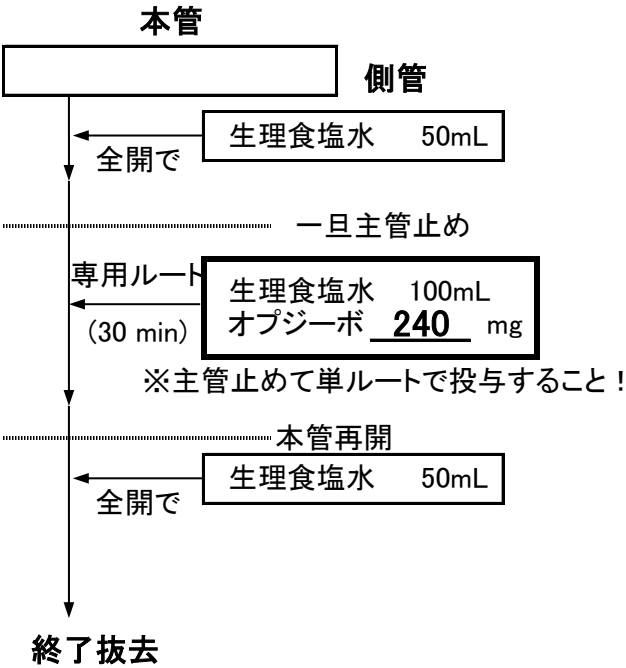 本管
側管
生理食塩水 50mL
全開で
一旦主管止め
専用ルート
(30 min)
生理食塩水 100mL
オプジーボ 240 mg
※主管止めて単ルートで投与すること！
本管再開
生理食塩水 50mL
全開で
終了抜去